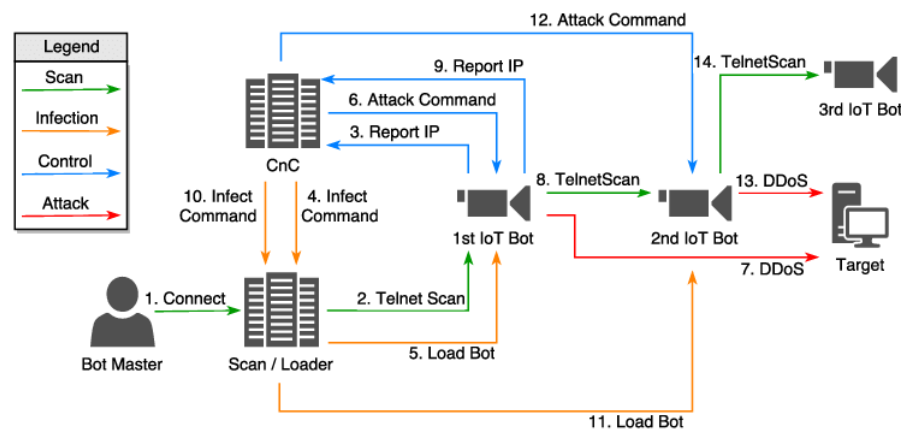 12. Attack Command
Legend
Scan
Infection
Control
Attack
9. Report IP
6. Attack Command
3. Report IP
CnC
14. TelnetScan
3rd IoT Bot
10. Infect
Command
4. Infect
Command
8. TelnetScan
13. DDoS
1st IoT Bot
2nd IoT Bot
7. DDoS
Target
1. Connect
2. Telnet Scan
Bot Master
Scan / Loader
5. Load Bot
11. Load Bot